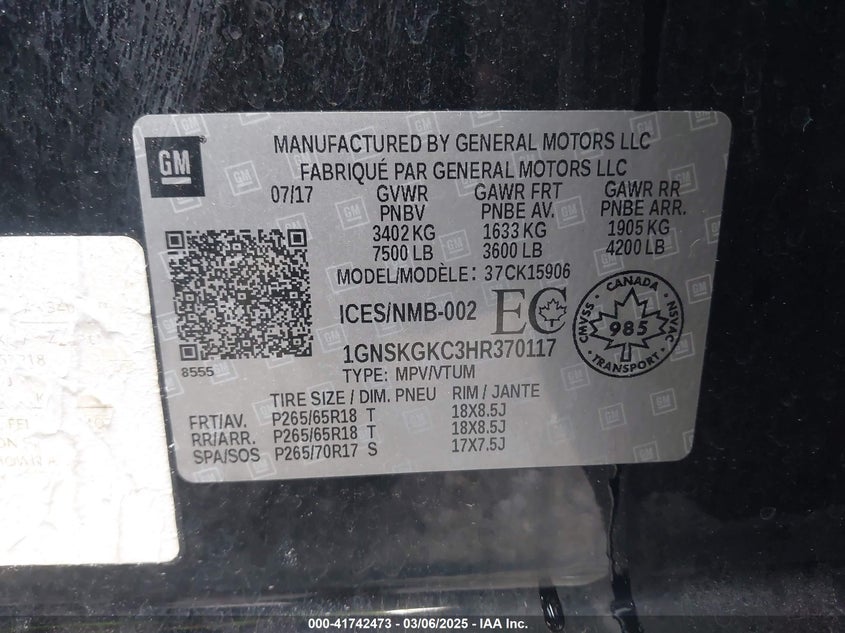 MANUFACTURED BY GENERAL MOTORS LLC
FABRIQUÉ PAR GENERAL MOTORS LLC
GM
07/17 GVWR GAWR FRT GAWR RR
PNBV PNBE AV. PNBE ARR.
3402 KG 1633 KG 1905 KG
7500 LB 3600 LB 4200 LB
MODEL/MODÈLE: 37CK15906
ICES/NMB-002 EC
CANADA
CMVSS 985 NSVAC
TRANSPORT
1GNSKGKC3HR370117
8555
TYPE: MPV/VTUM
TIRE SIZE / DIM. PNEU RIM / JANTE
FRT/AV. P265/65R18 T 18X8.5J
RR/ARR. P265/65R18 T 18X8.5J
SPA/SOS P265/70R17 S 17X7.5J
000-41742473 - 03/06/2025 - IAA Inc.